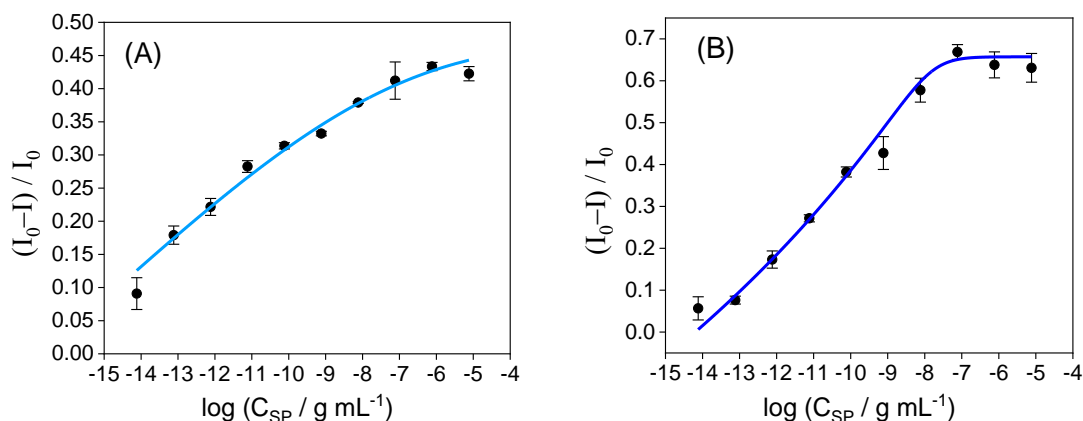 (A)
(I₀−I) / I₀
0.50
0.45
0.40
0.35
0.30
0.25
0.20
0.15
0.10
0.05
0.00
-15 -14 -13 -12 -11 -10 -9 -8 -7 -6 -5 -4
log (C_SP / g mL⁻¹)
(B)
(I₀−I) / I₀
0.7
0.6
0.5
0.4
0.3
0.2
0.1
0.0
-15 -14 -13 -12 -11 -10 -9 -8 -7 -6 -5 -4
log (C_SP / g mL⁻¹)